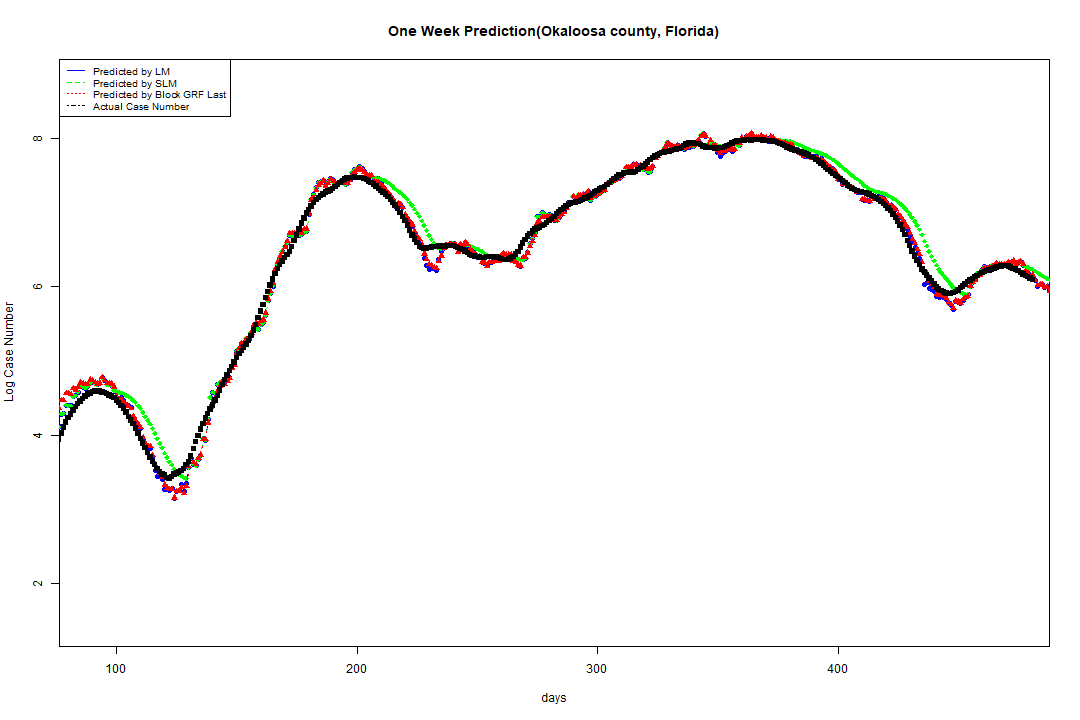 One Week Prediction(Okaloosa county, Florida)
Predicted by LM
Predicted by SLM
Predicted by Block GRF Last
Actual Case Number
8
6
4
2
Log Case Number
100 200 300 400
days